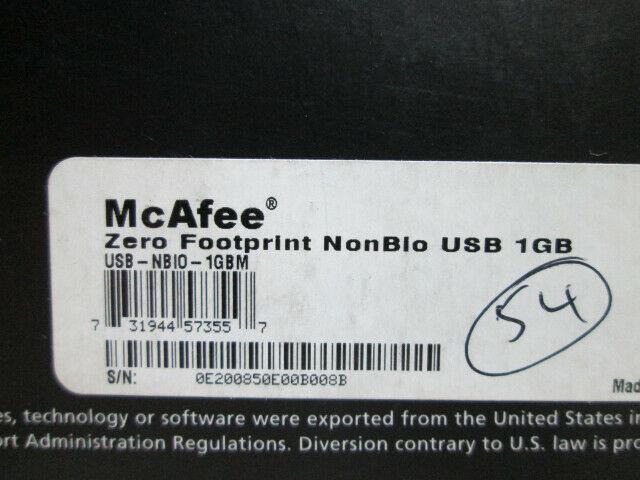 McAfee®
Zero Footprint NonBio USB 1GB
USB-NBIO-1GBM
7 31944 57355 7
54
S/N: 0E200850E00B008B
Mad
es, technology or software were exported from the United States in
ort Administration Regulations. Diversion contrary to U.S. law is pro